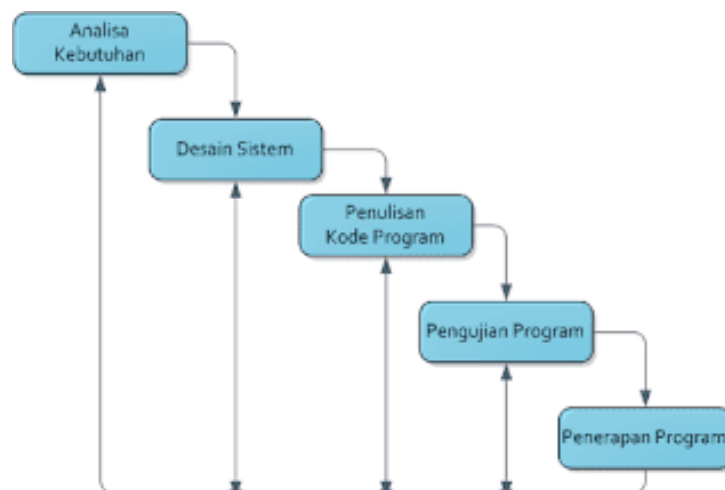 Analisa
Kebutuhan
Desain Sistem
Penulisan
Kode Program
Pengujian Program
Penerapan Program